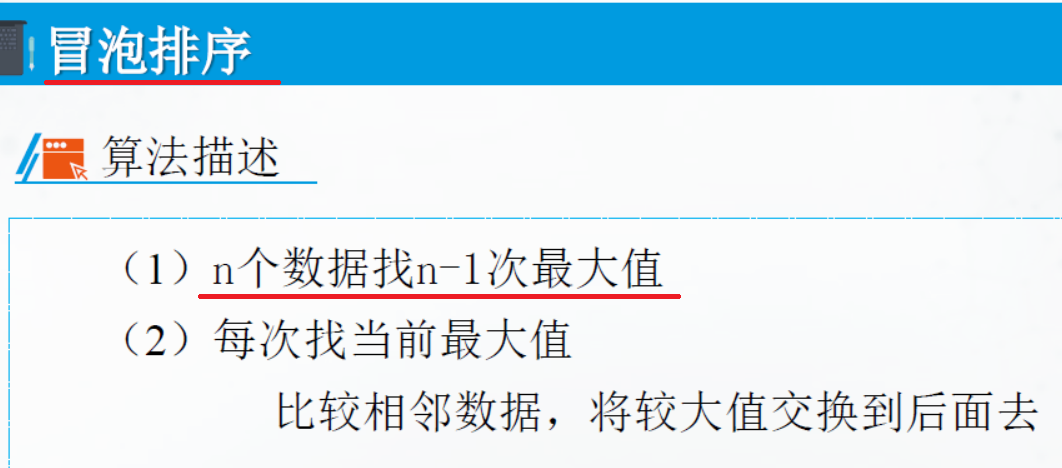 冒泡排序
算法描述
（1）n个数据找n-1次最大值
（2）每次找当前最大值
比较相邻数据，将较大值交换到后面去